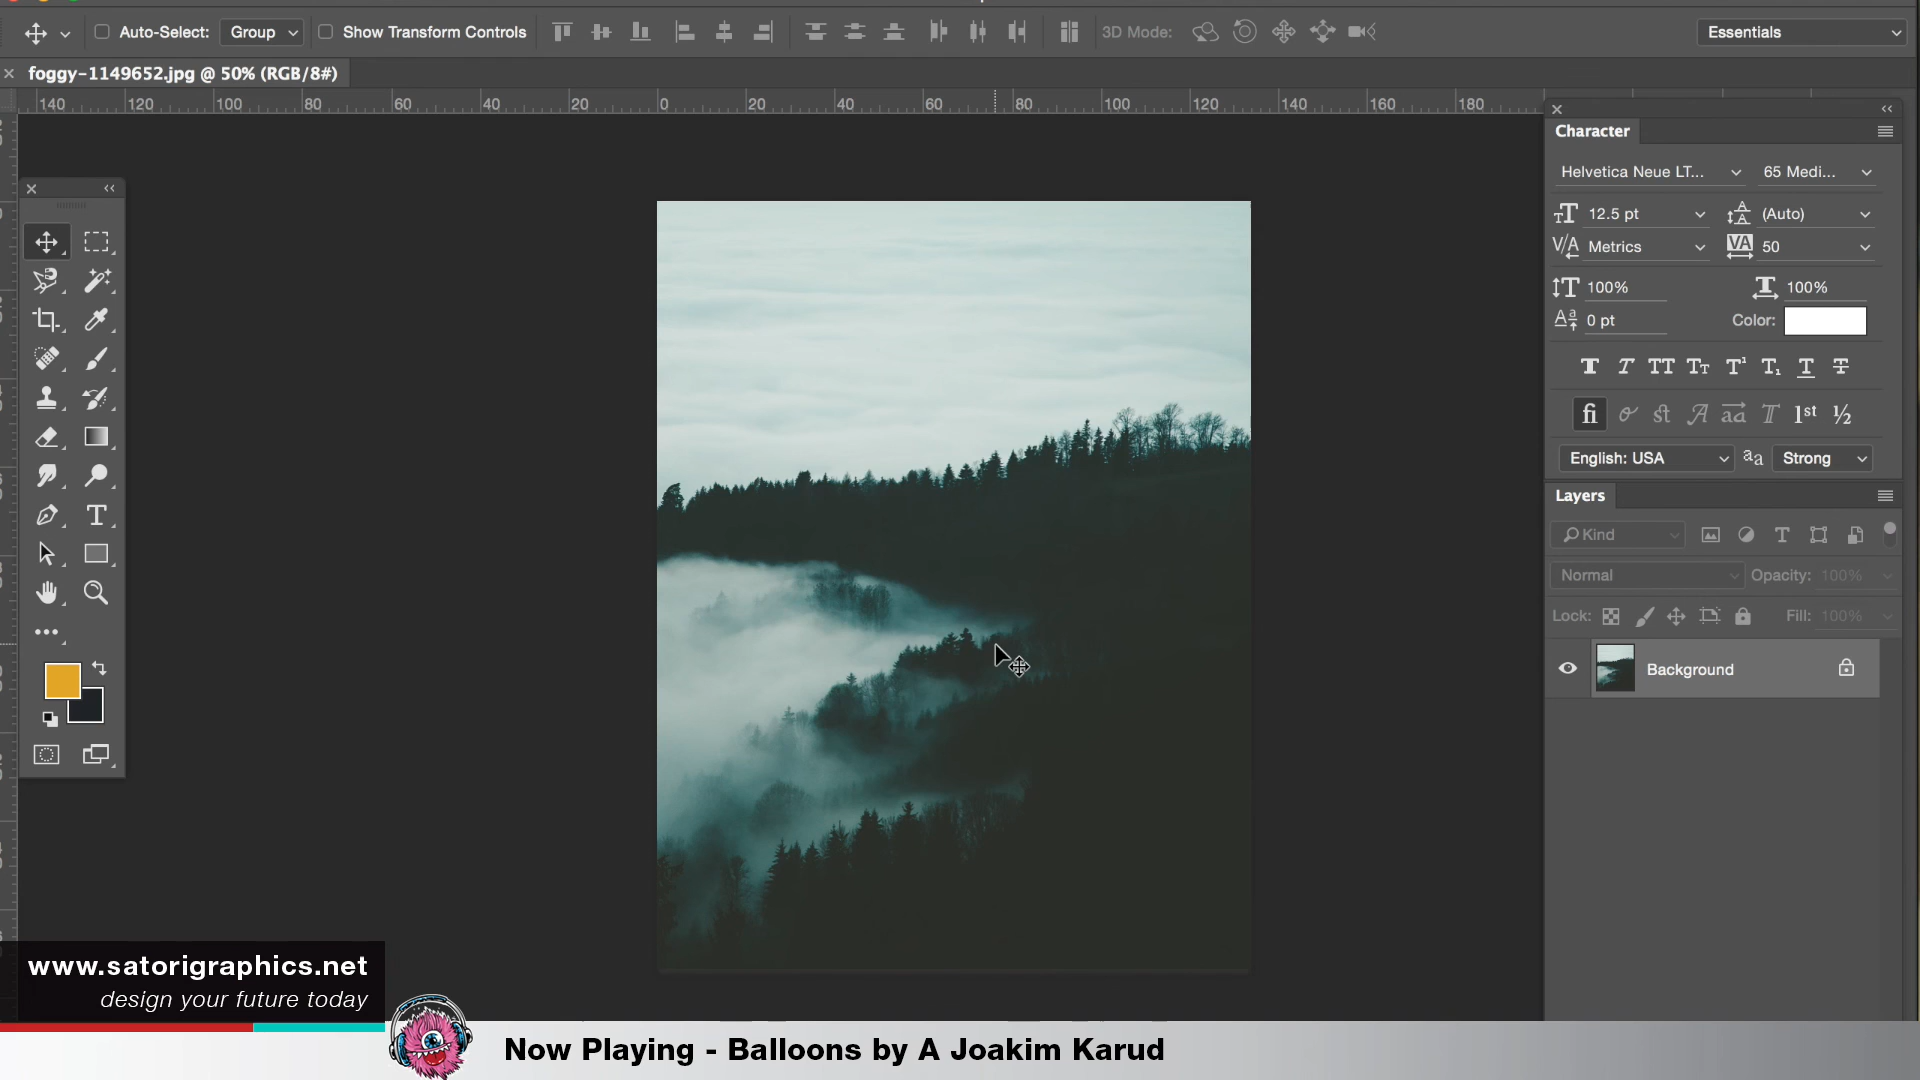 Auto-Select: Group Show Transform Controls 3D Mode: Essentials
foggy-1149652.jpg @ 50% (RGB/8#)
140 120 100 80 60 40 20 0 20 40 60 80 100 120 140 160 180
Character
Helvetica Neue LT... 65 Medi...
12.5 pt (Auto)
Metrics 50
100% 100%
0 pt Color:
English: USA Strong
Layers
Kind
Normal Opacity: 100%
Lock: Fill: 100%
Background
www.satorigraphics.net
design your future today
Now Playing - Balloons by A Joakim Karud